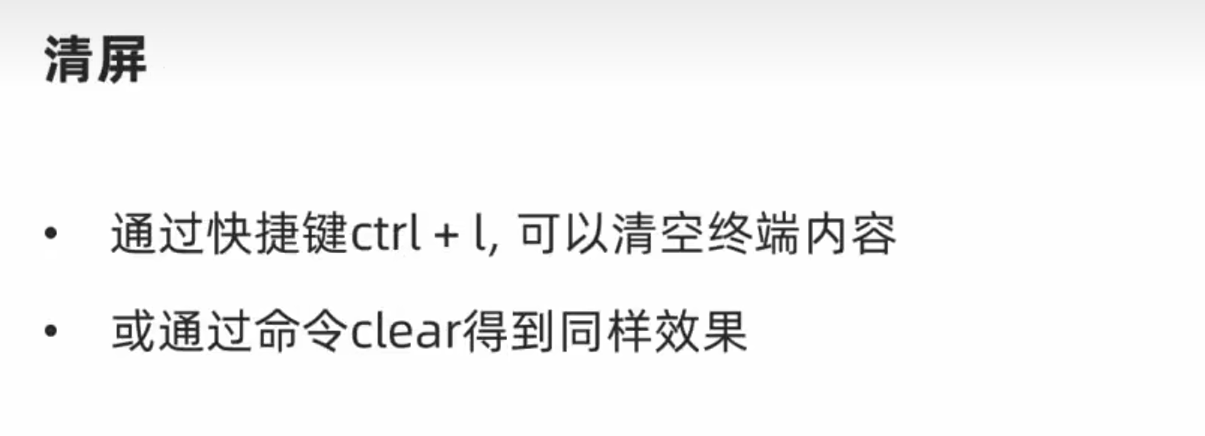 清屏
• 通过快捷键ctrl + l, 可以清空终端内容
• 或通过命令clear得到同样效果